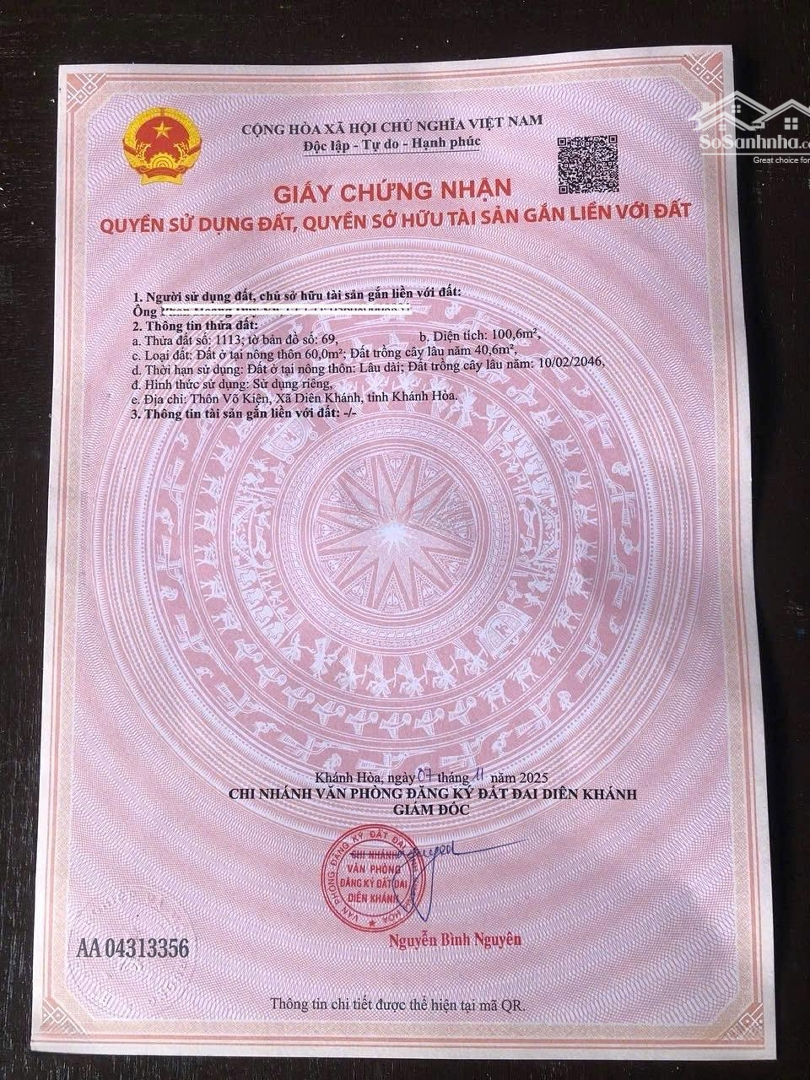 CỘNG HÒA XÃ HỘI CHỦ NGHĨA VIỆT NAM
Độc lập - Tự do - Hạnh phúc
SoSanhnha.co
Great choice for
GIẤY CHỨNG NHẬN
QUYỀN SỬ DỤNG ĐẤT, QUYỀN SỞ HỮU TÀI SẢN GẮN LIỀN VỚI ĐẤT
1. Người sử dụng đất, chủ sở hữu tài sản gắn liền với đất:
Ông
2. Thông tin thửa đất:
a. Thửa đất số: 1113; tờ bản đồ số: 69, b. Diện tích: 100,6m²,
c. Loại đất: Đất ở tại nông thôn 60,0m²; Đất trồng cây lâu năm 40,6m²,
d. Thời hạn sử dụng: Đất ở tại nông thôn: Lâu dài; Đất trồng cây lâu năm: 10/02/2046,
đ. Hình thức sử dụng: Sử dụng riêng,
e. Địa chỉ: Thôn Võ Kiện, Xã Diên Khánh, tỉnh Khánh Hòa.
3. Thông tin tài sản gắn liền với đất: -/-
Khánh Hòa, ngày 07 tháng 11 năm 2025
CHI NHÁNH VĂN PHÒNG ĐĂNG KÝ ĐẤT ĐAI DIÊN KHÁNH
GIÁM ĐỐC
VĂN PHÒNG ĐĂNG KÝ ĐẤT ĐAI
CHI NHÁNH
VĂN PHÒNG
ĐĂNG KÝ ĐẤT ĐAI
DIÊN KHÁNH
Nguyễn Bình Nguyên
AA 04313356
Thông tin chi tiết được thể hiện tại mã QR.